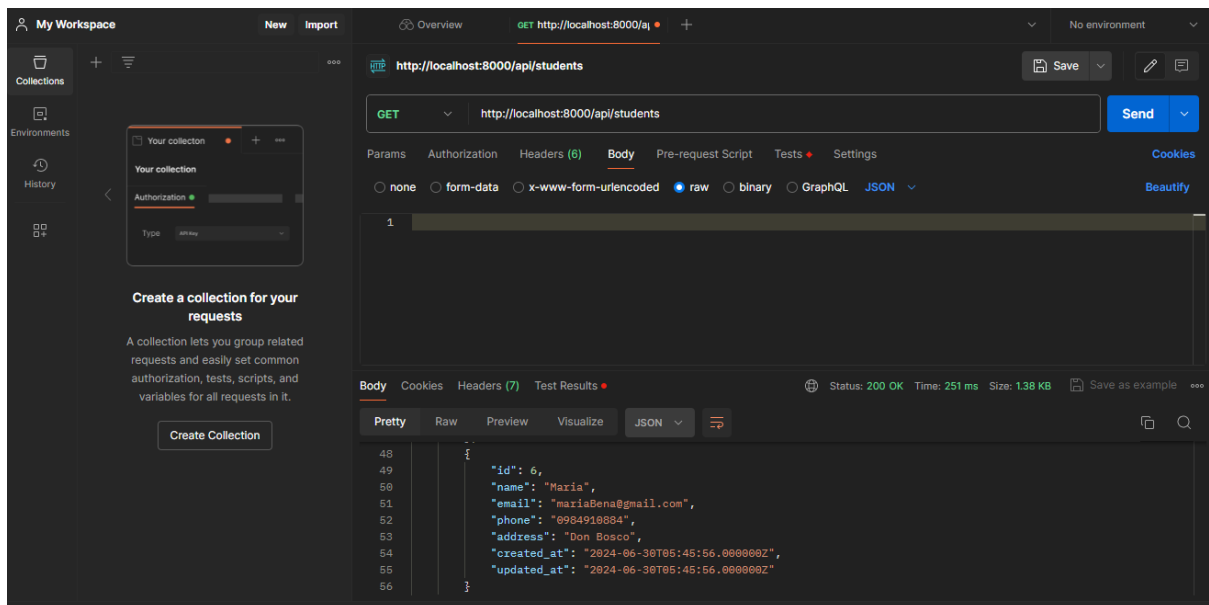 My Workspace New Import
Overview GET http://localhost:8000/a No environment
Collections
HTTP http://localhost:8000/api/students Save
GET http://localhost:8000/api/students Send
Environments
Params Authorization Headers (6) Body Pre-request Script Tests Settings Cookies
History
none form-data x-www-form-urlencoded raw binary GraphQL JSON Beautify
Your collecton
Your collection
Authorization
Type API Key
1
Create a collection for your
requests
A collection lets you group related
requests and easily set common
authorization, tests, scripts, and
variables for all requests in it.
Create Collection
Body Cookies Headers (7) Test Results Status: 200 OK Time: 251 ms Size: 1.38 KB Save as example
Pretty Raw Preview Visualize JSON
48 {
49 "id": 6,
50 "name": "Maria",
51 "email": "mariaBena@gmail.com",
52 "phone": "0984910884",
53 "address": "Don Bosco",
54 "created_at": "2024-06-30T05:45:56.000000Z",
55 "updated_at": "2024-06-30T05:45:56.000000Z"
56 }